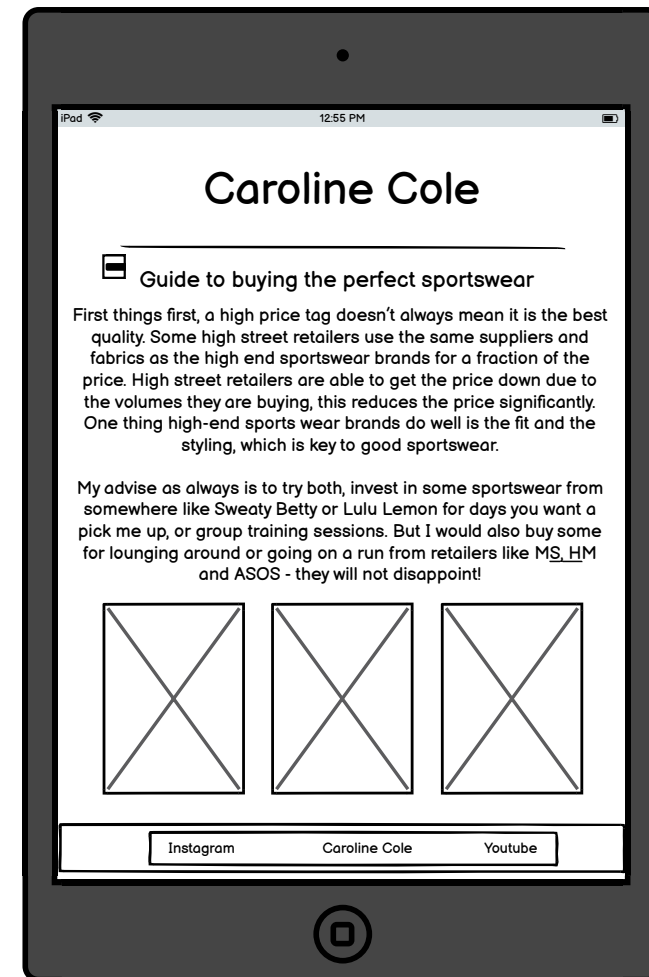 iPad 12:55 PM
Caroline Cole
Guide to buying the perfect sportswear
First things first, a high price tag doesn't always mean it is the best
quality. Some high street retailers use the same suppliers and
fabrics as the high end sportswear brands for a fraction of the
price. High street retailers are able to get the price down due to
the volumes they are buying, this reduces the price significantly.
One thing high-end sports wear brands do well is the fit and the
styling, which is key to good sportswear.
My advise as always is to try both, invest in some sportswear from
somewhere like Sweaty Betty or Lulu Lemon for days you want a
pick me up, or group training sessions. But I would also buy some
for lounging around or going on a run from retailers like MS, HM
and ASOS - they will not disappoint!
Instagram Caroline Cole Youtube